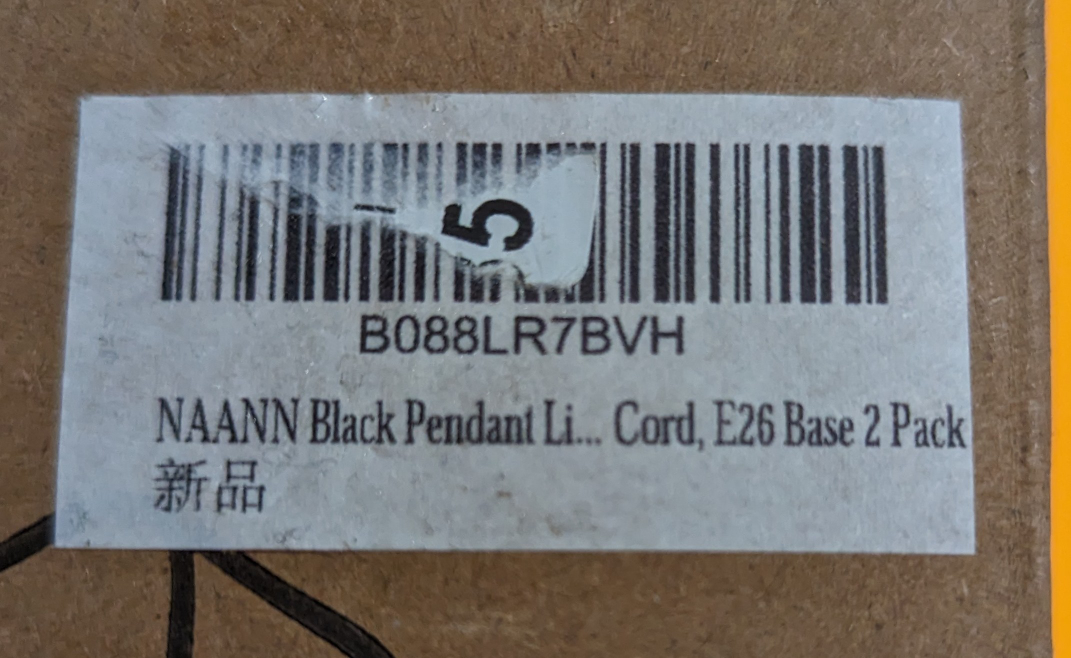 5
B088LR7BVH
NAANN Black Pendant Li... Cord, E26 Base 2 Pack
新品